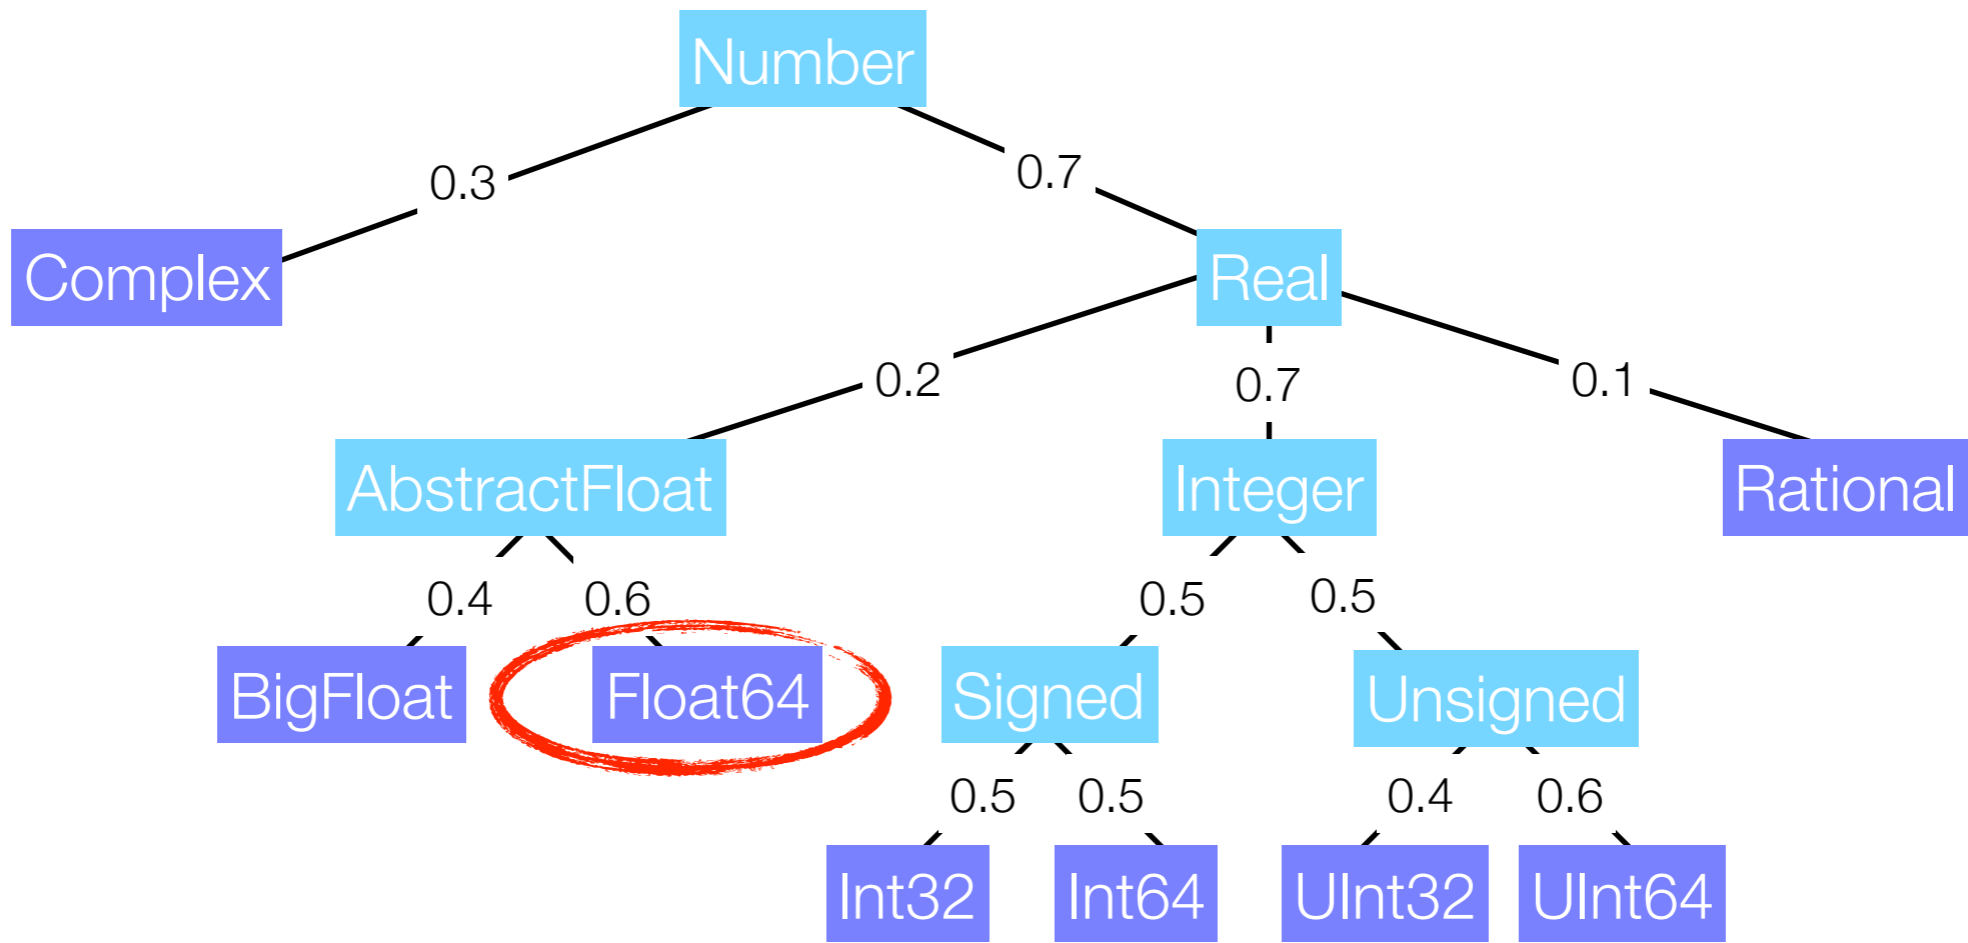 Number
0.3
0.7
Complex
Real
0.2
0.7
0.1
AbstractFloat
Integer
Rational
0.4
0.6
0.5
0.5
BigFloat
Float64
Signed
Unsigned
0.5
0.5
0.4
0.6
Int32
Int64
UInt32
UInt64